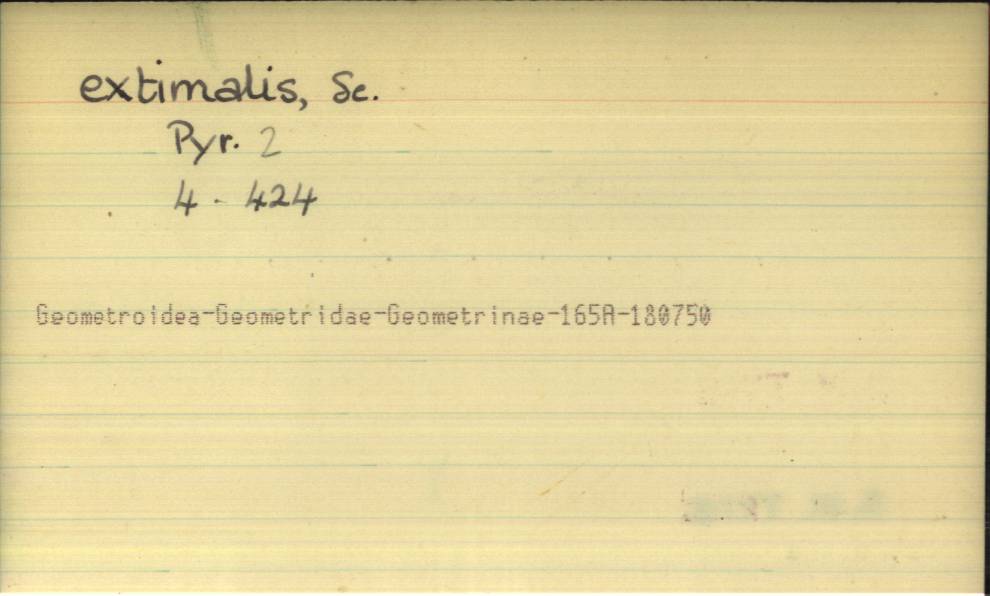 extimalis, Sc.
Pyr. 2
4 - 424
Geometroidea-Geometridae-Geometrinae-165A-180750